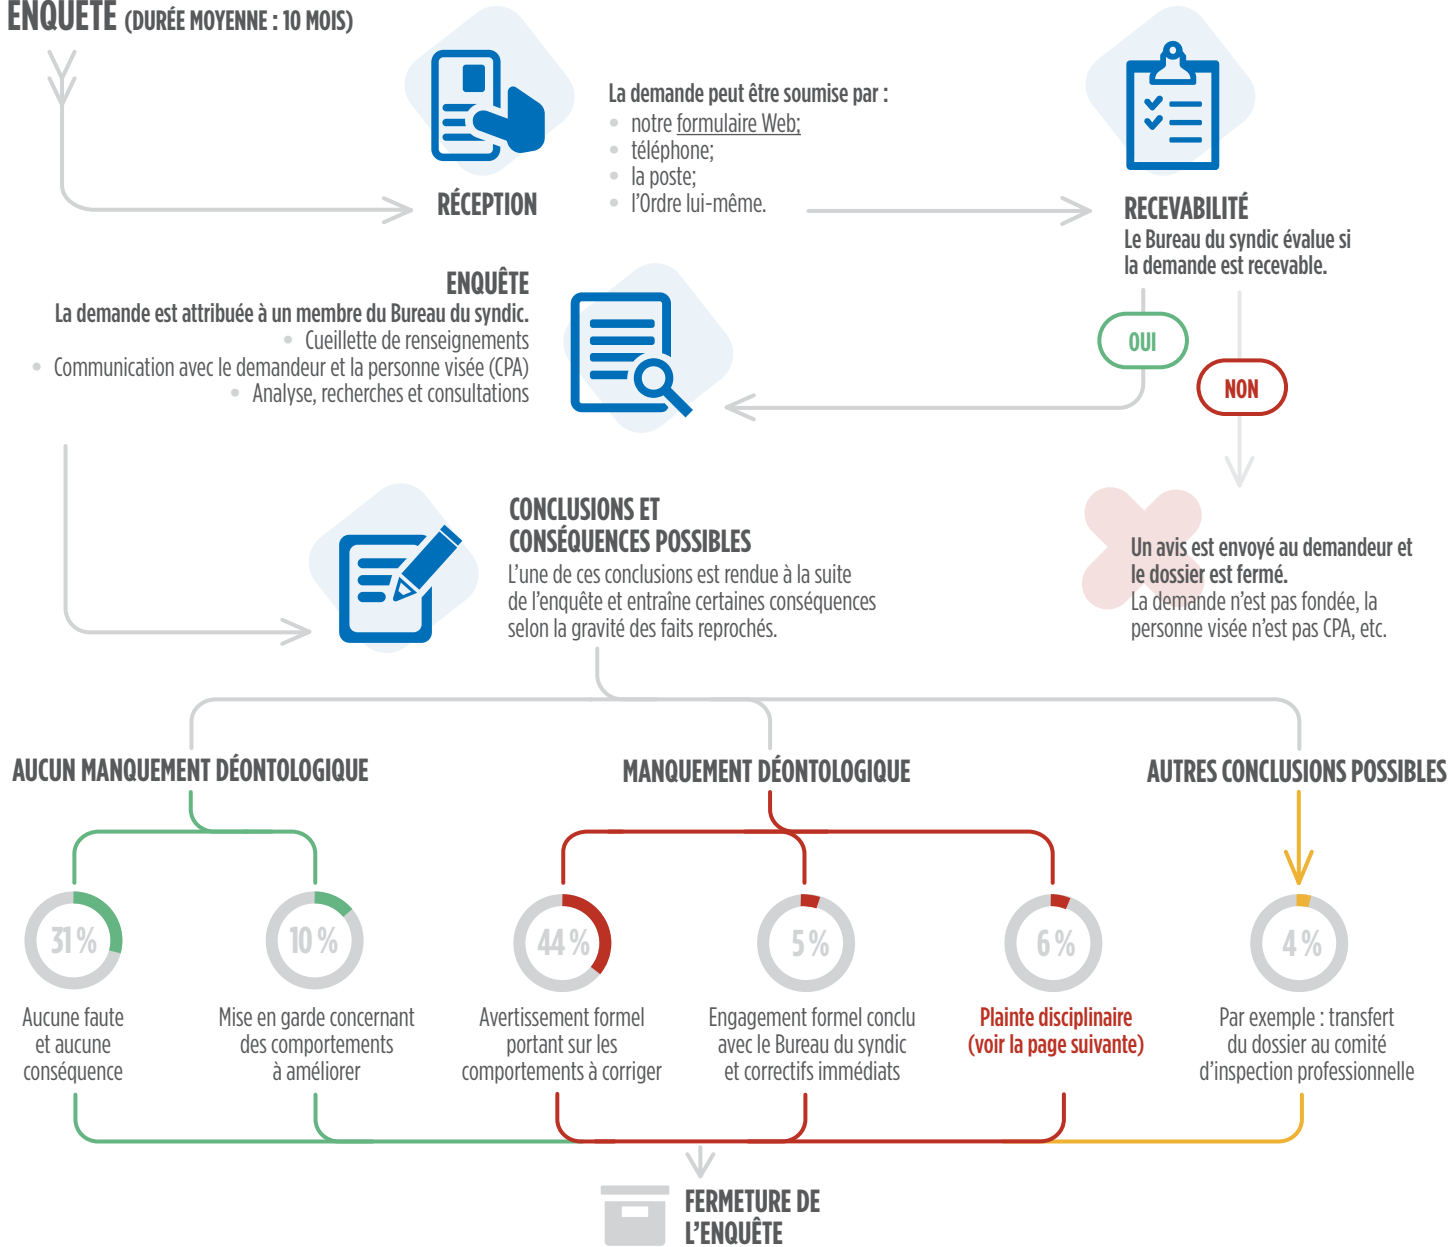 ENQUÊTE (DURÉE MOYENNE : 10 MOIS)
La demande peut être soumise par :
• notre formulaire Web;
• téléphone;
• la poste;
• l’Ordre lui-même.
RÉCEPTION
RECEVABILITÉ
Le Bureau du syndic évalue si
la demande est recevable.
OUI
NON
ENQUÊTE
La demande est attribuée à un membre du Bureau du syndic.
• Cueillette de renseignements
• Communication avec le demandeur et la personne visée (CPA)
• Analyse, recherches et consultations
Un avis est envoyé au demandeur et
le dossier est fermé.
La demande n’est pas fondée, la
personne visée n’est pas CPA, etc.
CONCLUSIONS ET
CONSÉQUENCES POSSIBLES
L’une de ces conclusions est rendue à la suite
de l’enquête et entraîne certaines conséquences
selon la gravité des faits reprochés.
AUCUN MANQUEMENT DÉONTOLOGIQUE
31 %
Aucune faute
et aucune
conséquence
10 %
Mise en garde concernant
des comportements
à améliorer
MANQUEMENT DÉONTOLOGIQUE
44 %
Avertissement formel
portant sur les
comportements à corriger
5 %
Engagement formel conclu
avec le Bureau du syndic
et correctifs immédiats
6 %
Plainte disciplinaire
(voir la page suivante)
AUTRES CONCLUSIONS POSSIBLES
4 %
Par exemple : transfert
du dossier au comité
d’inspection professionnelle
FERMETURE DE
L’ENQUÊTE